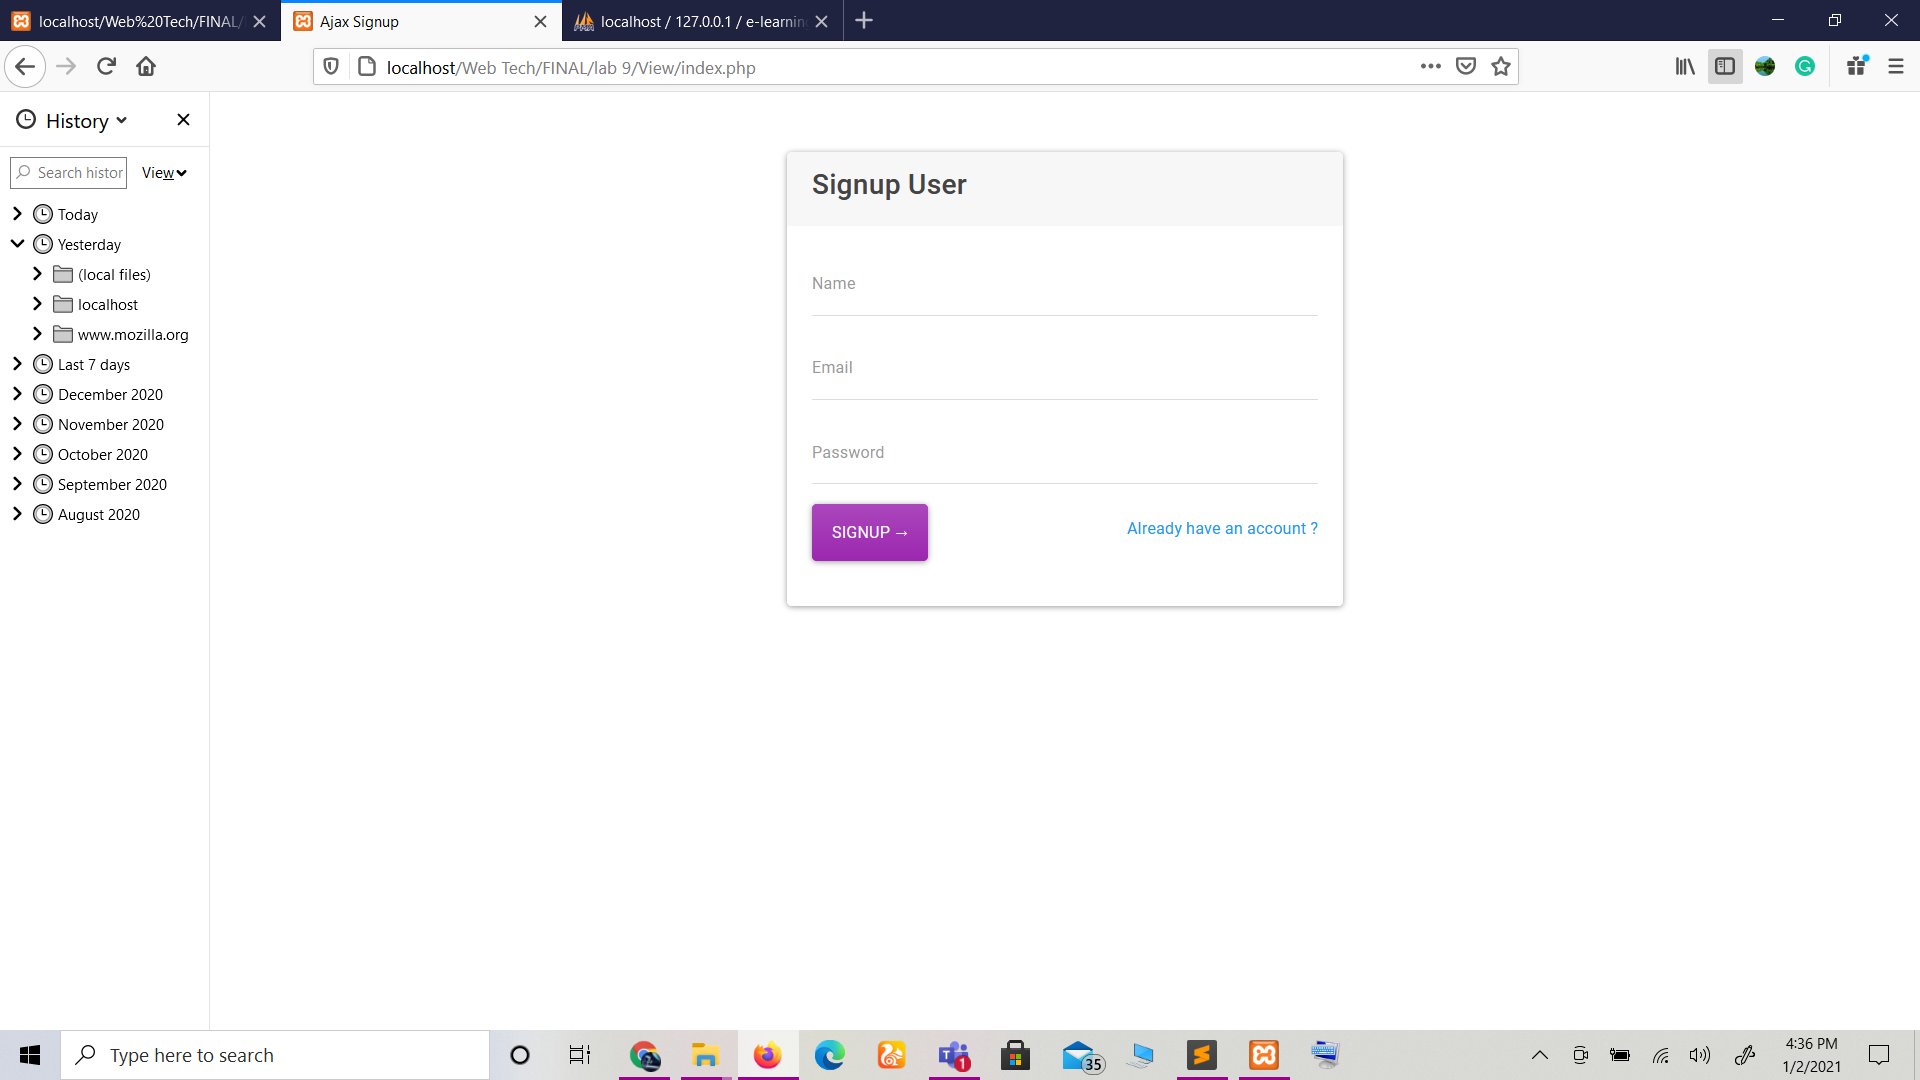 localhost/Web%20Tech/FINAL/
Ajax Signup
localhost / 127.0.0.1 / e-learnin
localhost/Web Tech/FINAL/lab 9/View/index.php
History
Search histor
View
Today
Yesterday
(local files)
localhost
www.mozilla.org
Last 7 days
December 2020
November 2020
October 2020
September 2020
August 2020
Signup User
Name
Email
Password
SIGNUP →
Already have an account ?
Type here to search
2
T
1
35
4:36 PM
1/2/2021